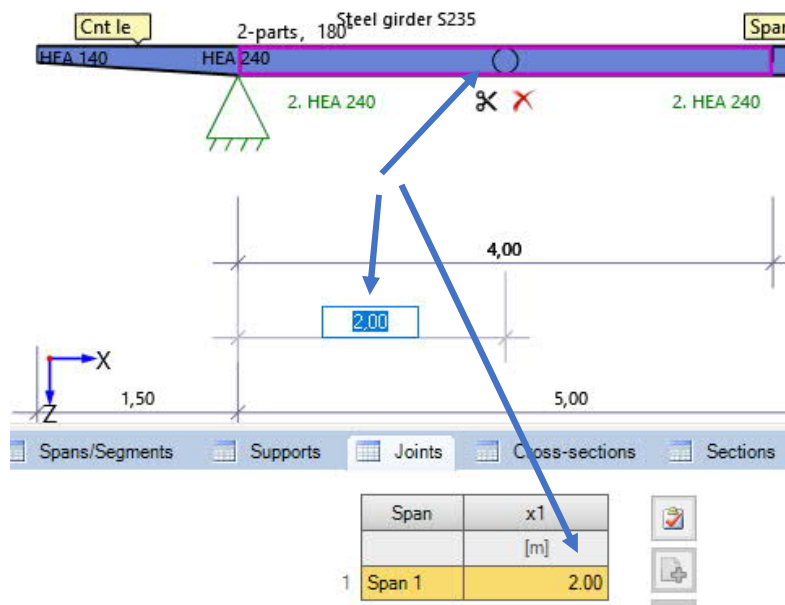 Cnt le
Steel girder S235
2-parts, 180°
Span
HEA 140
HEA 240
2. HEA 240
2. HEA 240
4,00
2,00
X
Z
1,50
5,00
Spans/Segments
Supports
Joints
Cross-sections
Sections
Span
x1
[m]
1
Span 1
2.00